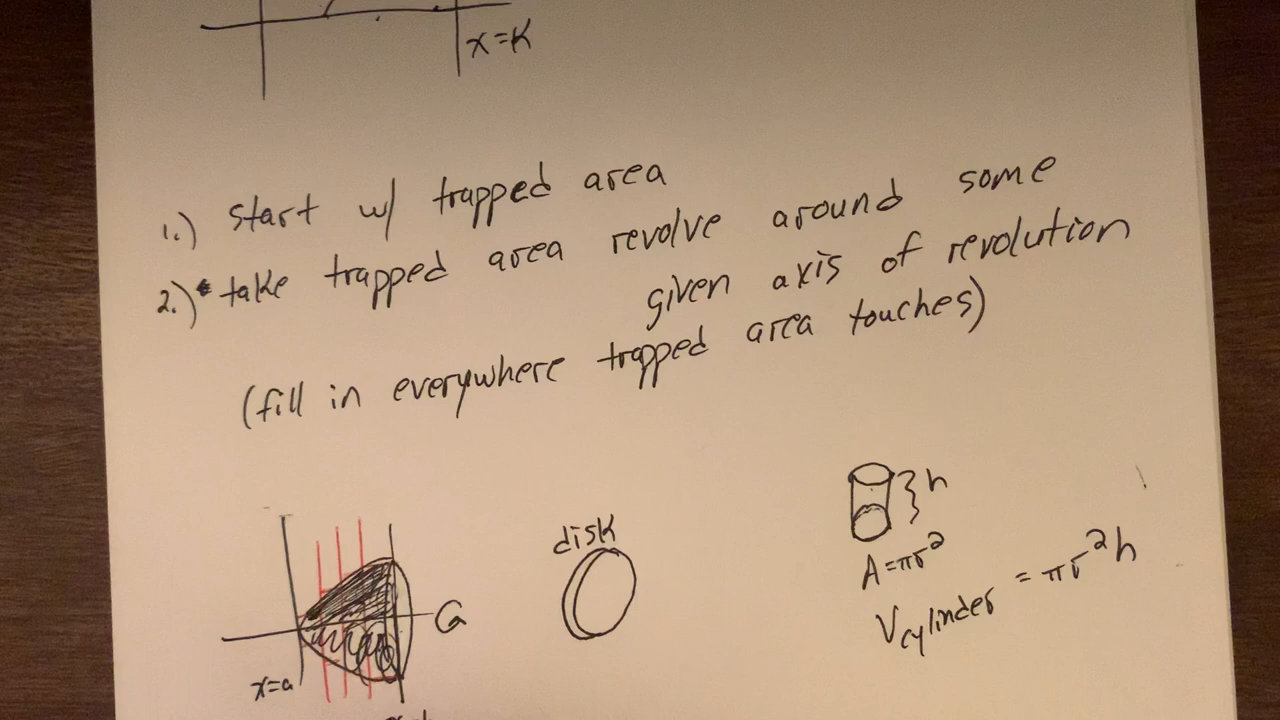 x=K
1.) start w/ trapped area
2.) take trapped area revolve around some
given axis of revolution
(fill in everywhere trapped area touches)
disk
h
A=πr²
V cylinder = πr²h
x=a